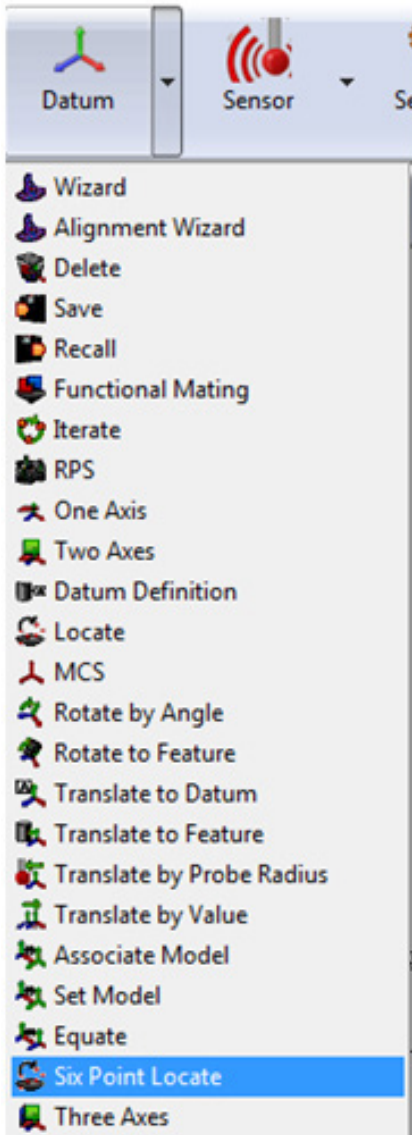 Datum
Sensor
Se
Wizard
Alignment Wizard
Delete
Save
Recall
Functional Mating
Iterate
RPS
One Axis
Two Axes
Datum Definition
Locate
MCS
Rotate by Angle
Rotate to Feature
Translate to Datum
Translate to Feature
Translate by Probe Radius
Translate by Value
Associate Model
Set Model
Equate
Six Point Locate
Three Axes